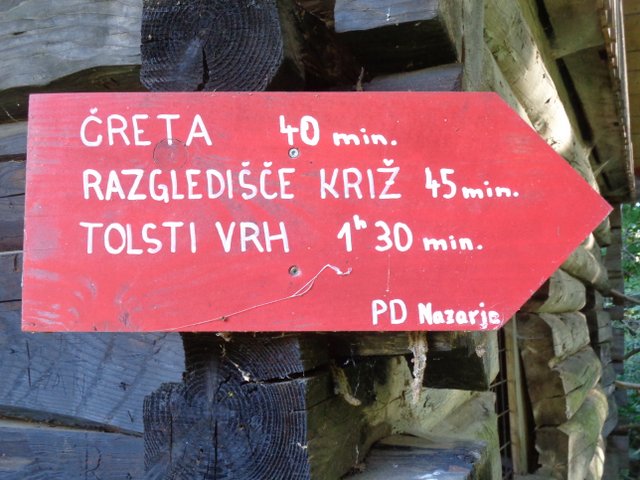 ČRETA 40 min.
RAZGLEDIŠČE KRIŽ 45 min.
TOLSTI VRH 1h 30 min.
PD Nazarje